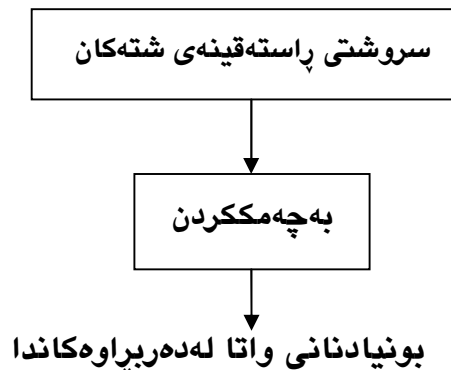 سروشتی ڕاستەقینەی شتەکان
بەچەمککردن
بونیادنانی واتا لەدەربڕاوەکاندا